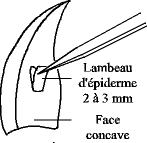 Lambeau
d'épiderme
2 à 3 mm
Face
concave